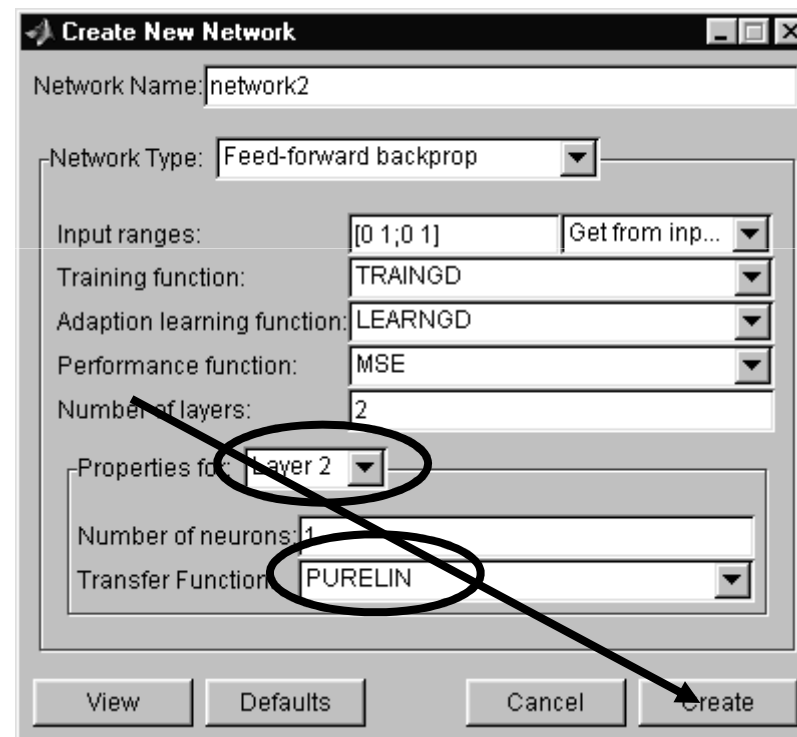 Create New Network
Network Name: network2
Network Type: Feed-forward backprop
Input ranges: [0 1;0 1] Get from inp...
Training function: TRAINGD
Adaption learning function: LEARNGD
Performance function: MSE
Number of layers: 2
Properties for: Layer 2
Number of neurons: 1
Transfer Function: PURELIN
View Defaults Cancel Create